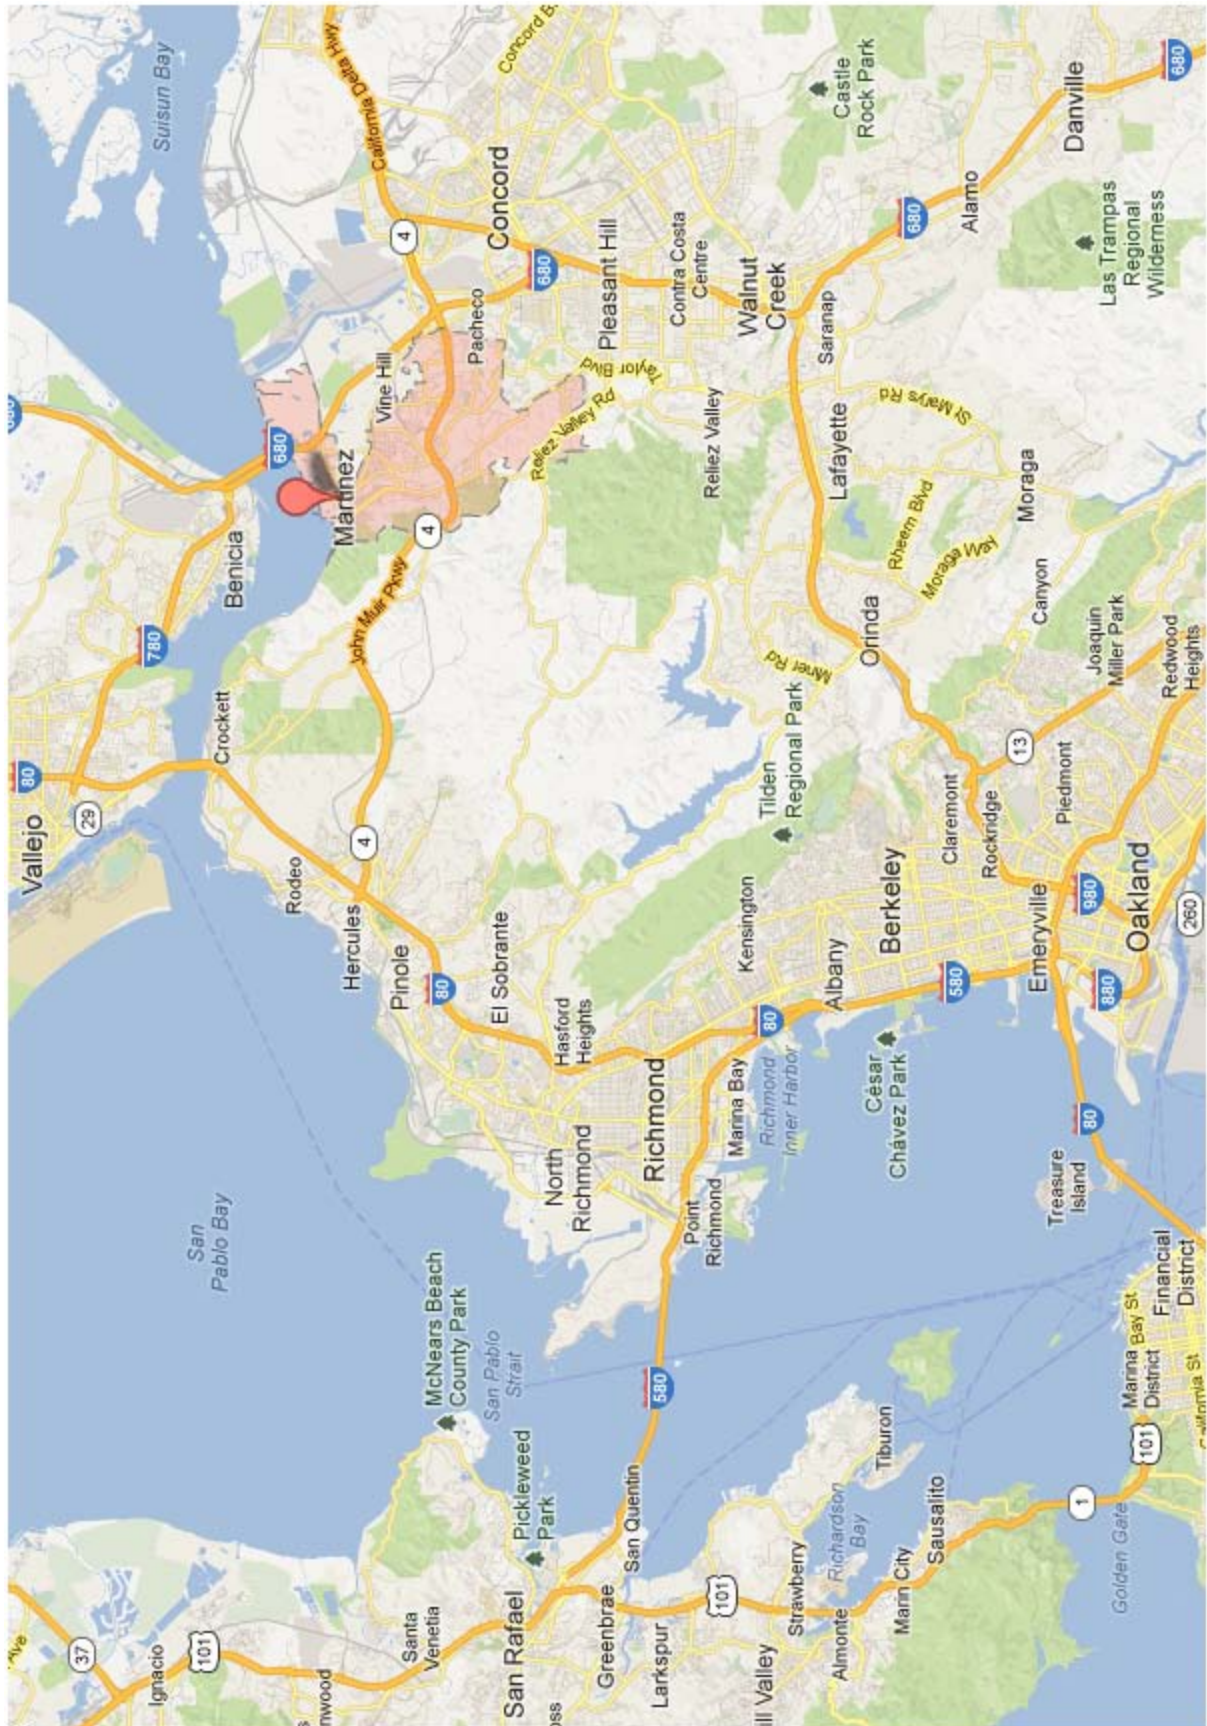 Ignacio
37
101
Santa
Venetia
San Rafael
Greenbrae
Larkspur
101
Strawberry
Almonte
Marin City
Sausalito
Richardson
Bay
Tiburon
Golden Gate
1
101
Pickleweed
Park
San Quentin
McNears Beach
County Park
San Pablo
Strait
580
San
Pablo Bay
Marina
District
Bay St
California St
Financial
District
Treasure
Island
80
Point
Richmond
North
Richmond
Richmond
Marina Bay
Richmond
Inner Harbor
César
Chávez Park
Hasford
Heights
El Sobrante
80
Pinole
Hercules
Rodeo
4
80
Albany
580
Kensington
Berkeley
Emeryville
880
980
Oakland
260
Vallejo
29
80
Crockett
780
Benicia
Tilden
Regional Park
Claremont
Rockridge
Piedmont
13
Joaquin
Miller Park
Redwood
Heights
Canyon
Orinda
Miner Rd
Moraga Way
Rheem Blvd
Moraga
St Marys Rd
Lafayette
Reliez Valley
John Muir Pkwy
4
Martinez
680
Vine Hill
Reliez Valley Rd
Taylor Blvd
Pacheco
4
680
Concord
Pleasant Hill
Contra Costa
Centre
Walnut
Creek
Saranap
680
Alamo
Danville
680
Las Trampas
Regional
Wilderness
Castle
Rock Park
California Delta Hwy
Suisun Bay